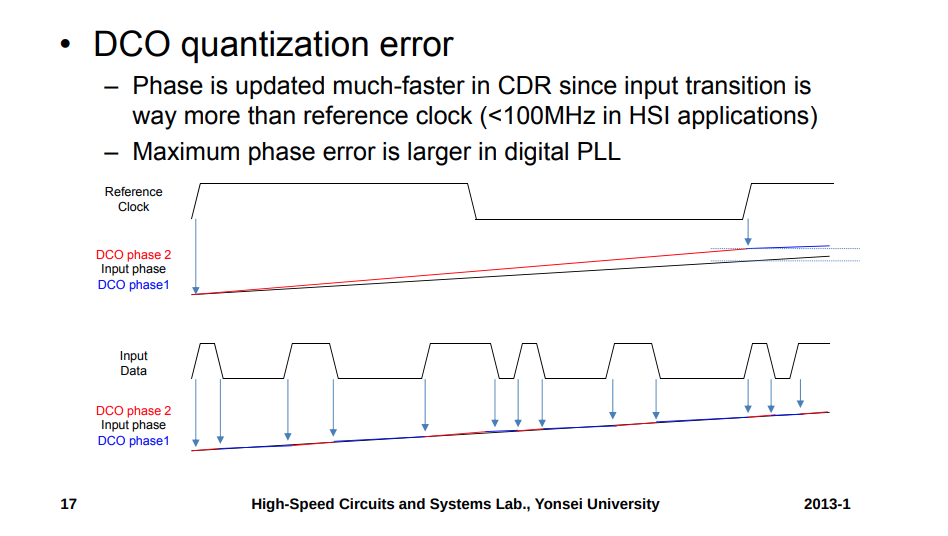 • DCO quantization error
– Phase is updated much-faster in CDR since input transition is
way more than reference clock (<100MHz in HSI applications)
– Maximum phase error is larger in digital PLL
Reference
Clock
DCO phase 2
Input phase
DCO phase1
Input
Data
DCO phase 2
Input phase
DCO phase1
17 High-Speed Circuits and Systems Lab., Yonsei University 2013-1